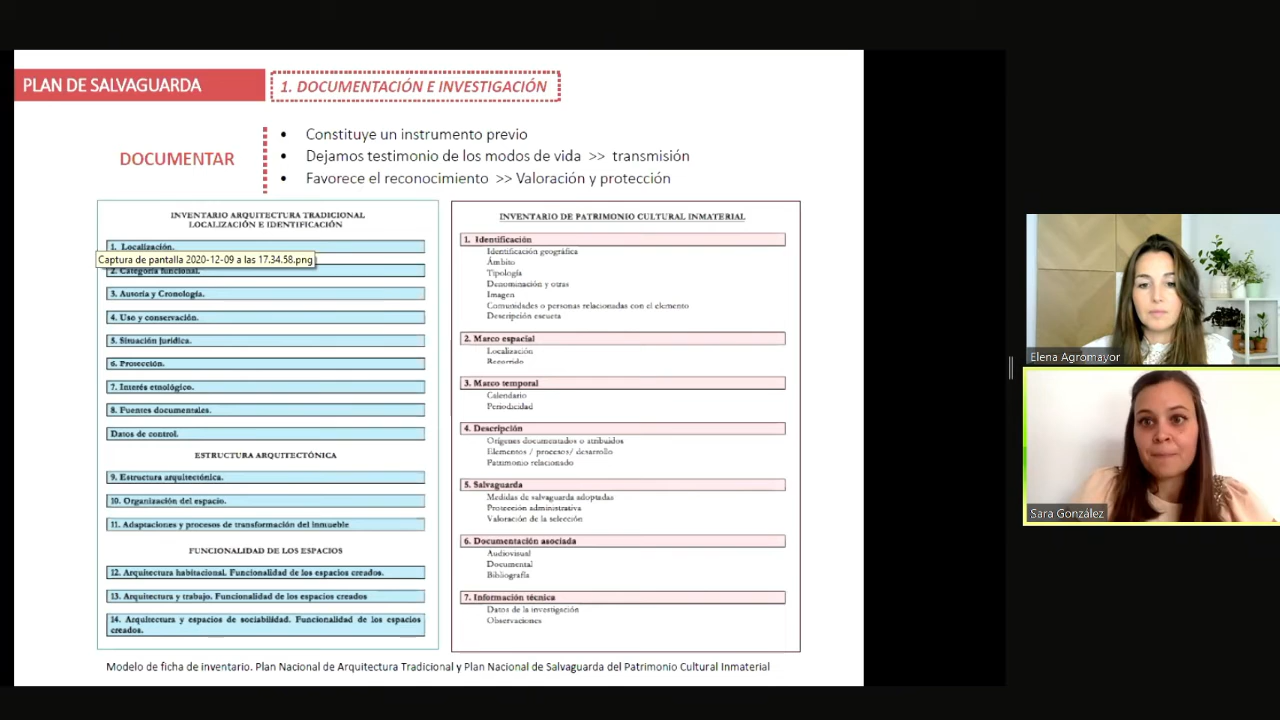 PLAN DE SALVAGUARDA
1. DOCUMENTACIÓN E INVESTIGACIÓN
DOCUMENTAR
• Constituye un instrumento previo
• Dejamos testimonio de los modos de vida >> transmisión
• Favorece el reconocimiento >> Valoración y protección
INVENTARIO ARQUITECTURA TRADICIONAL
LOCALIZACIÓN E IDENTIFICACIÓN
1. Localización.
Captura de pantalla 2020-12-09 a las 17.34.58.png
2. Categoría funcional.
3. Autoría y Cronología.
4. Uso y conservación.
5. Situación Jurídica.
6. Protección.
7. Interés etnológico.
8. Fuentes documentales.
Datos de control.
ESTRUCTURA ARQUITECTÓNICA
9. Estructura arquitectónica.
10. Organización del espacio.
11. Adaptaciones y procesos de transformación del inmueble
FUNCIONALIDAD DE LOS ESPACIOS
12. Arquitectura habitacional. Funcionalidad de los espacios creados.
13. Arquitectura y trabajo. Funcionalidad de los espacios creados
14. Arquitectura y espacios de sociabilidad. Funcionalidad de los espacios
creados.
INVENTARIO DE PATRIMONIO CULTURAL INMATERIAL
1. Identificación
Identificación geográfica
Ámbito
Tipología
Denominación y otras
Imagen
Comunidades o personas relacionadas con el elemento
Descripción escueta
2. Marco espacial
Localización
Recorrido
3. Marco temporal
Calendario
Periodicidad
4. Descripción
Orígenes documentados o atribuidos
Elementos / procesos/ desarrollo
Patrimonio relacionado
5. Salvaguarda
Medidas de salvaguarda adoptadas
Protección administrativa
Valoración de la selección
6. Documentación asociada
Audiovisual
Documental
Bibliografía
7. Información técnica
Datos de la investigación
Observaciones
Modelo de ficha de inventario. Plan Nacional de Arquitectura Tradicional y Plan Nacional de Salvaguarda del Patrimonio Cultural Inmaterial
Elena Agromayor
Sara González